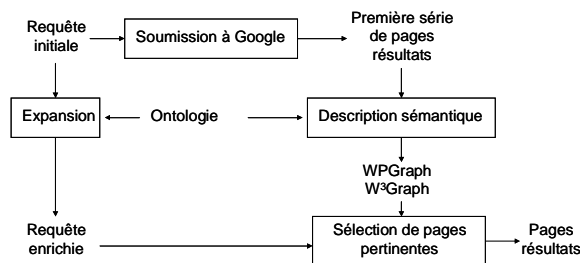 Requête
initiale
Soumission à Google
Première série
de pages
résultats
Expansion
Ontologie
Description sémantique
WPGraph
W³Graph
Requête
enrichie
Sélection de pages
pertinentes
Pages
résultats